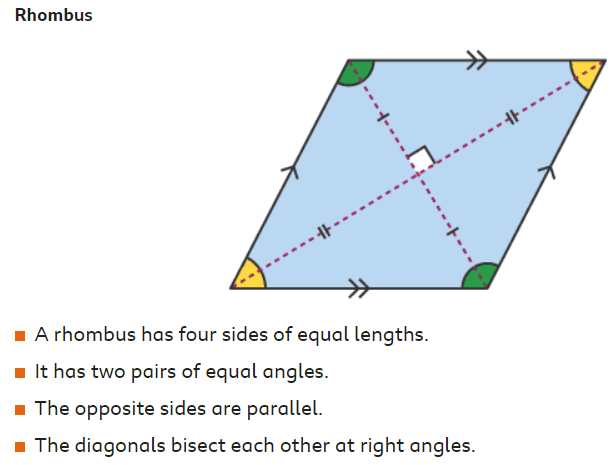 Rhombus
A rhombus has four sides of equal lengths.
It has two pairs of equal angles.
The opposite sides are parallel.
The diagonals bisect each other at right angles.